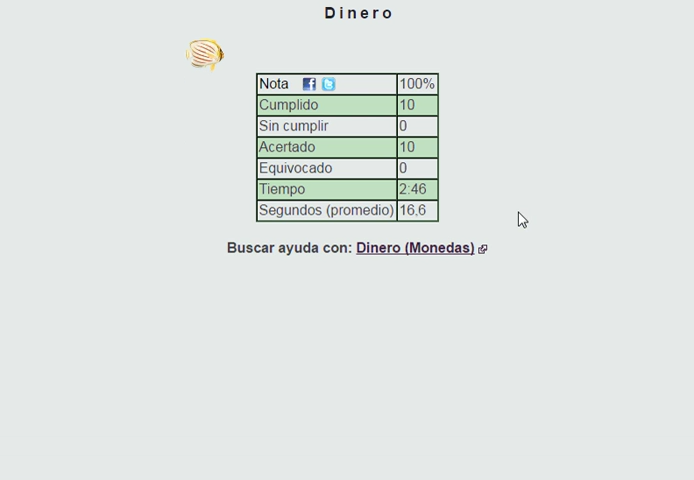 Dinero
Nota 100%
Cumplido 10
Sin cumplir 0
Acertado 10
Equivocado 0
Tiempo 2:46
Segundos (promedio) 16,6
Buscar ayuda con: Dinero (Monedas)